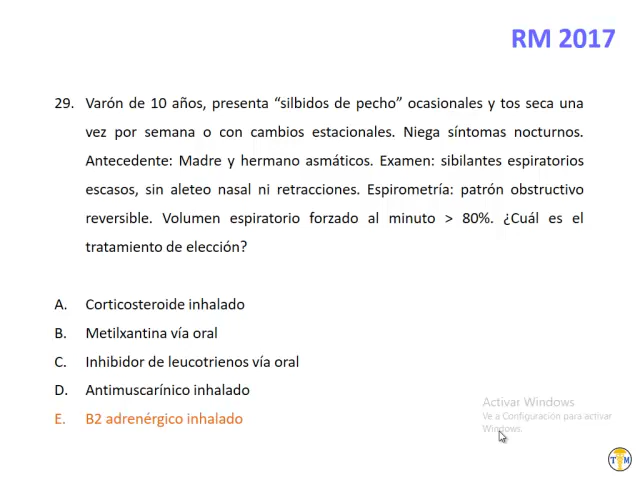 RM 2017
29. Varón de 10 años, presenta “silbidos de pecho” ocasionales y tos seca una
vez por semana o con cambios estacionales. Niega síntomas nocturnos.
Antecedente: Madre y hermano asmáticos. Examen: sibilantes espiratorios
escasos, sin aleteo nasal ni retracciones. Espirometría: patrón obstructivo
reversible. Volumen espiratorio forzado al minuto > 80%. ¿Cuál es el
tratamiento de elección?
A. Corticosteroide inhalado
B. Metilxantina vía oral
C. Inhibidor de leucotrienos vía oral
D. Antimuscarínico inhalado
E. B2 adrenérgico inhalado
Activar Windows
Ve a Configuración para activar
Windows.
T M